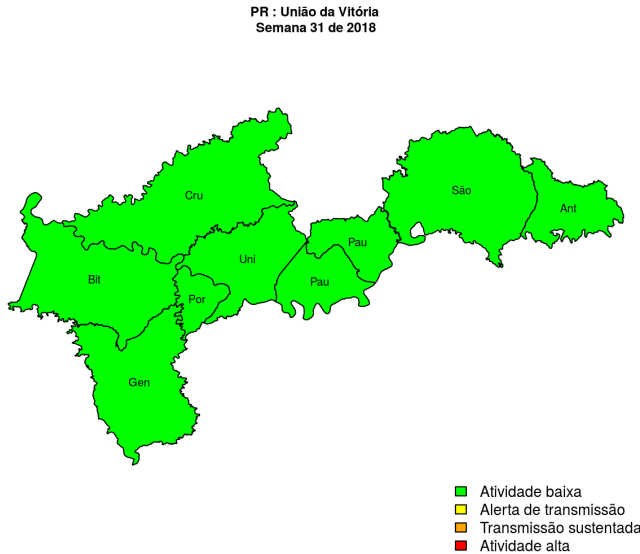 PR : União da Vitória
Semana 31 de 2018
Cru
São
Ant
Pau
Uni
Bit
Pau
Por
Gen
Atividade baixa
Alerta de transmissão
Transmissão sustentada
Atividade alta